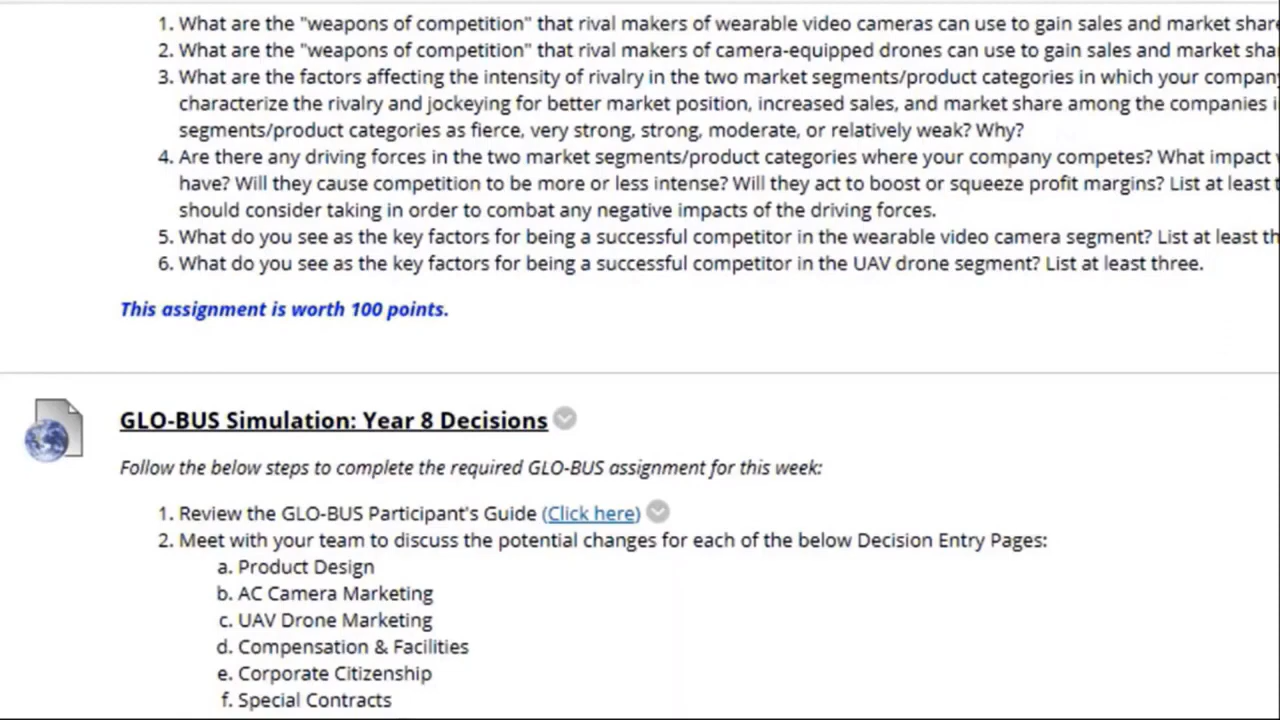 1. What are the "weapons of competition" that rival makers of wearable video cameras can use to gain sales and market share
2. What are the "weapons of competition" that rival makers of camera-equipped drones can use to gain sales and market sha
3. What are the factors affecting the intensity of rivalry in the two market segments/product categories in which your company
characterize the rivalry and jockeying for better market position, increased sales, and market share among the companies i
segments/product categories as fierce, very strong, strong, moderate, or relatively weak? Why?
4. Are there any driving forces in the two market segments/product categories where your company competes? What impact
have? Will they cause competition to be more or less intense? Will they act to boost or squeeze profit margins? List at least
should consider taking in order to combat any negative impacts of the driving forces.
5. What do you see as the key factors for being a successful competitor in the wearable video camera segment? List at least th
6. What do you see as the key factors for being a successful competitor in the UAV drone segment? List at least three.
This assignment is worth 100 points.
GLO-BUS Simulation: Year 8 Decisions
Follow the below steps to complete the required GLO-BUS assignment for this week:
1. Review the GLO-BUS Participant's Guide (Click here)
2. Meet with your team to discuss the potential changes for each of the below Decision Entry Pages:
a. Product Design
b. AC Camera Marketing
c. UAV Drone Marketing
d. Compensation & Facilities
e. Corporate Citizenship
f. Special Contracts